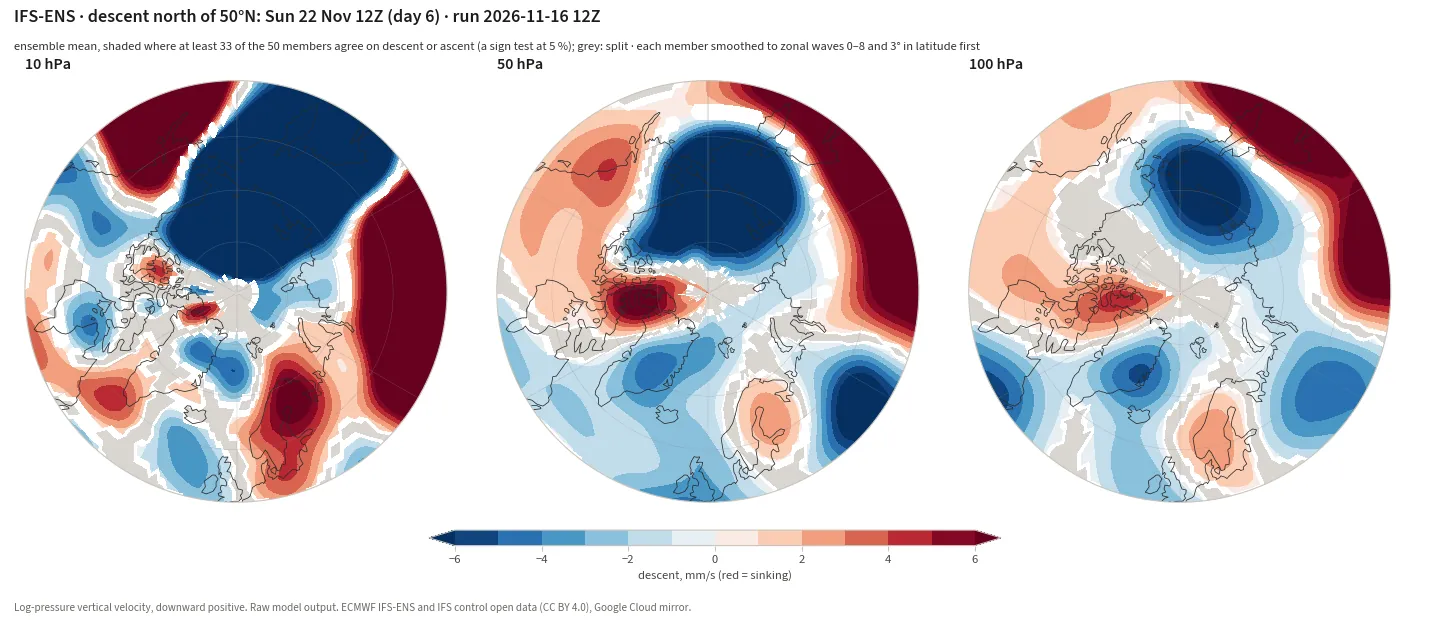 IFS-ENS · descent north of 50°N: Sun 22 Nov 12Z (day 6) · run 2026-11-16 12Z
ensemble mean, shaded where at least 33 of the 50 members agree on descent or ascent (a sign test at 5 %); grey: split · each member smoothed to zonal waves 0–8 and 3° in latitude first
10 hPa
50 hPa
100 hPa
−6 −4 −2 0 2 4 6
descent, mm/s (red = sinking)
Log-pressure vertical velocity, downward positive. Raw model output. ECMWF IFS-ENS and IFS control open data (CC BY 4.0), Google Cloud mirror.